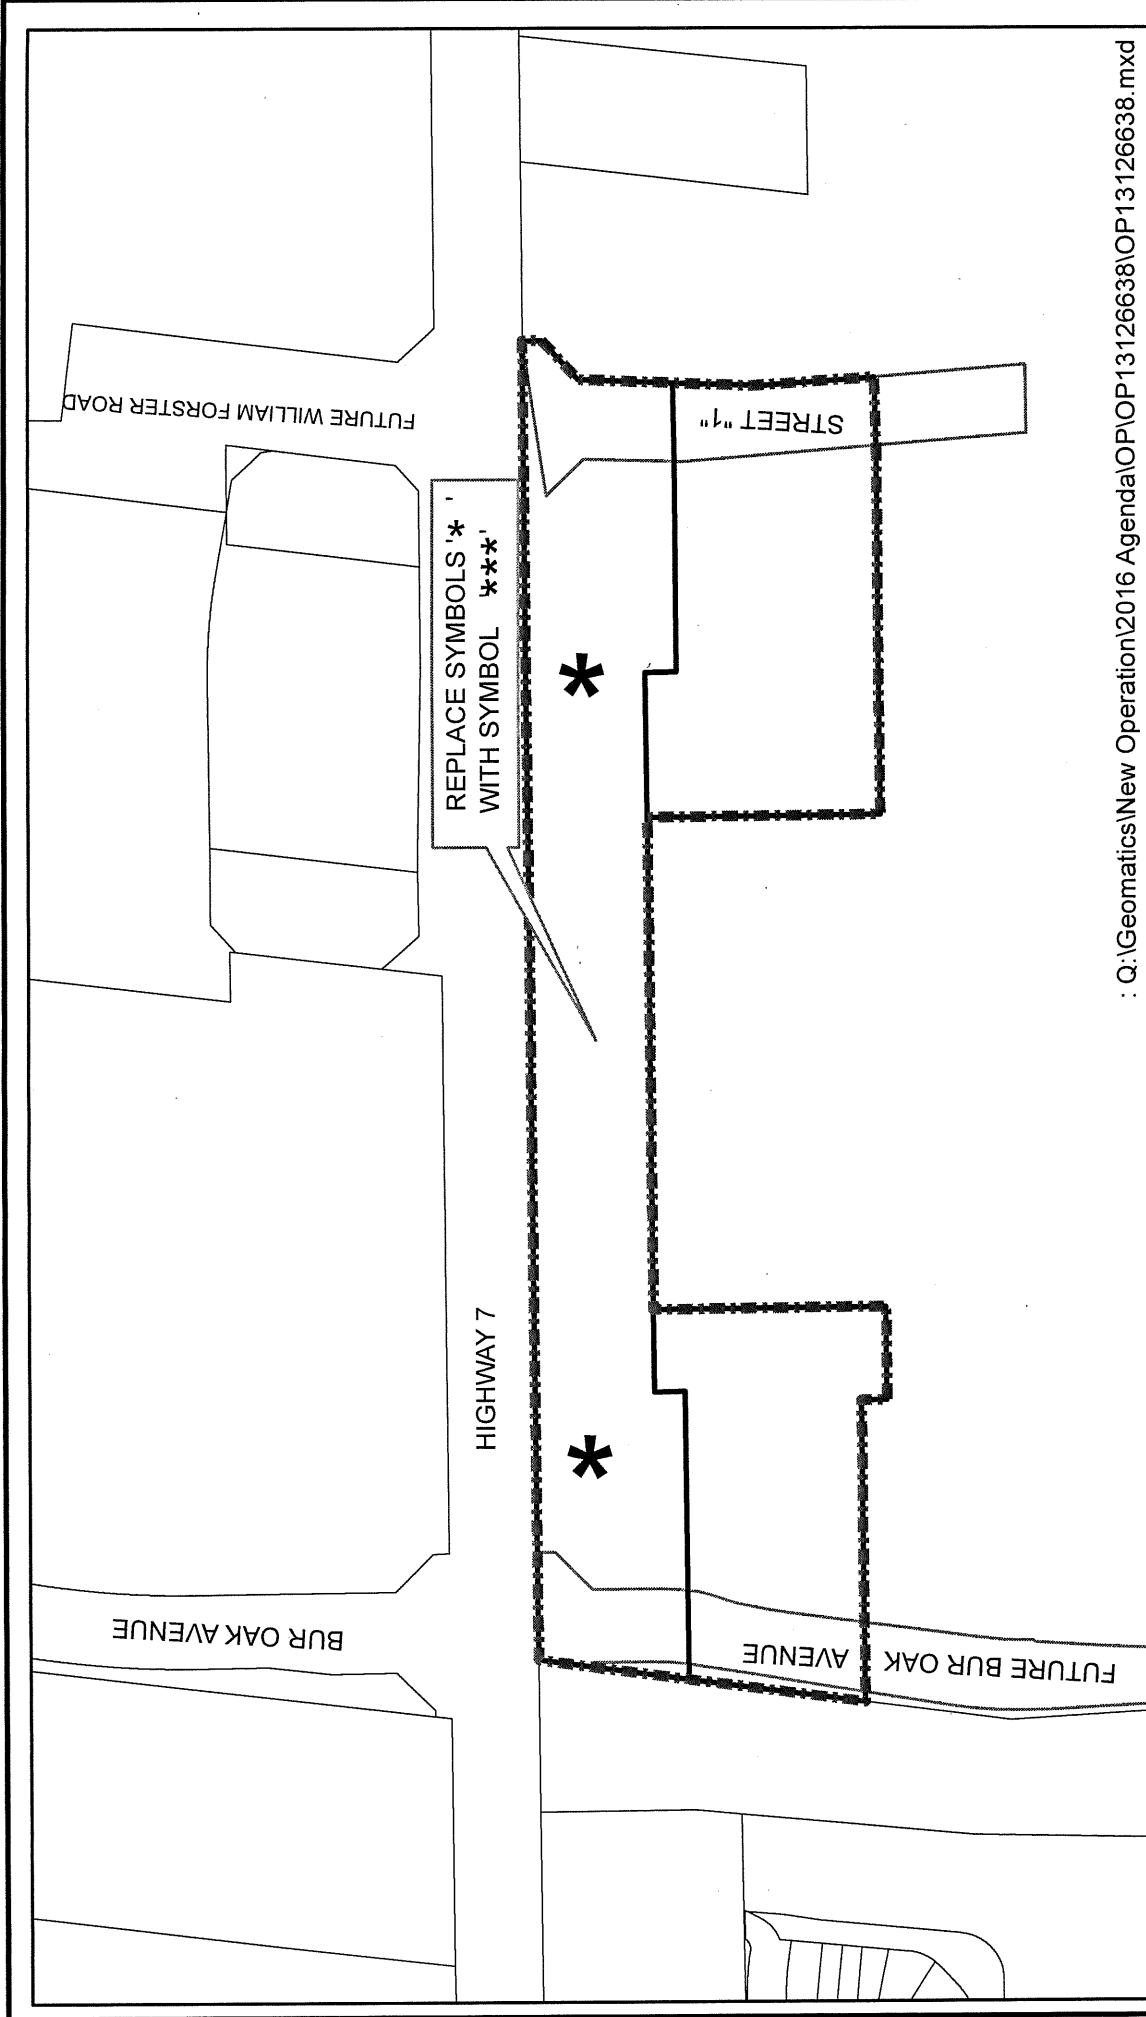 FUTURE WILLIAM FORSTER ROAD
STREET "1"
REPLACE SYMBOLS '* '
WITH SYMBOL '***'
*
HIGHWAY 7
*
BUR OAK AVENUE
FUTURE BUR OAK
AVENUE
: Q:\Geomatics\New Operation\2016 Agenda\OP\OP13126638\OP13126638.mxd